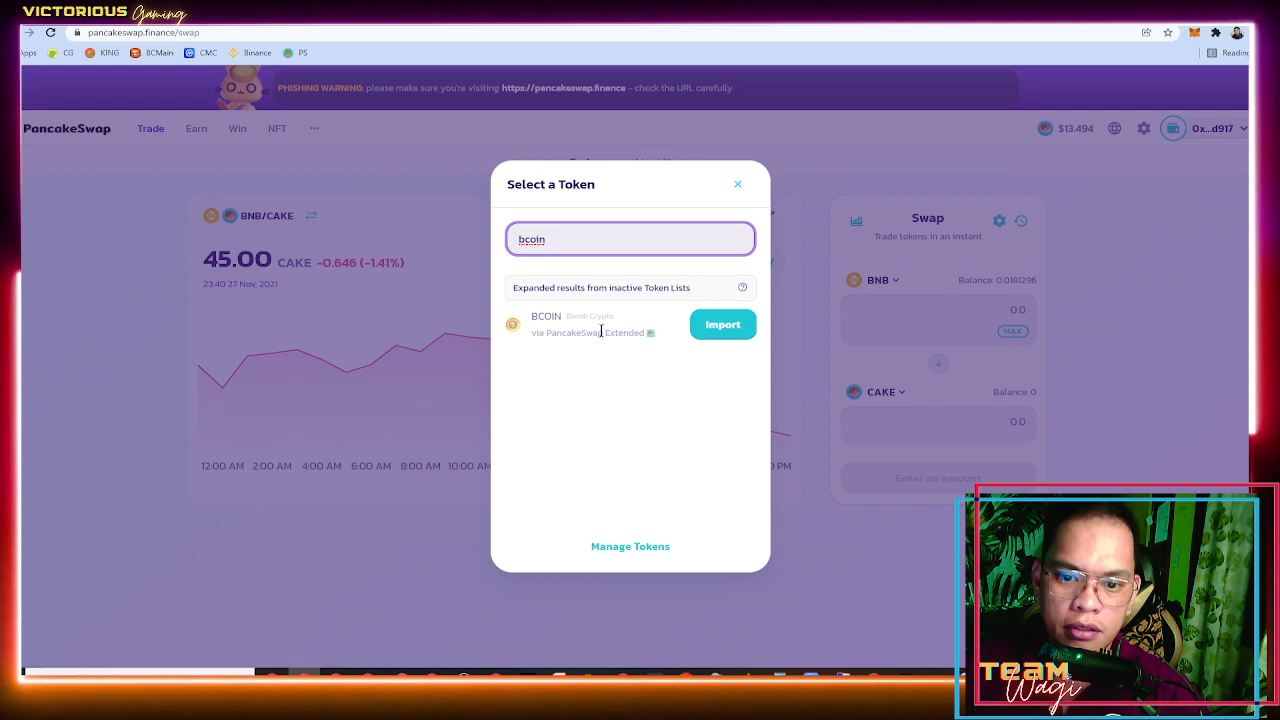 VICTORIOUS Gaming
pancakeswap.finance/swap
Apps CG KING BCMain CMC Binance PS Reading
PHISHING WARNING: please make sure you're visiting https://pancakeswap.finance - check the URL carefully.
PancakeSwap Trade Earn Win NFT ··· $13.494 0x...d917
Select a Token
BNB/CAKE
bcoin
Swap
Trade tokens in an instant
45.00 CAKE -0.646 (-1.41%)
23:40 27 Nov, 2021
Expanded results from inactive Token Lists
BNB Balance: 0.0181296
0.0
MAX
BCOIN Bomb Crypto
via PancakeSwap Extended
Import
CAKE Balance: 0
0.0
12:00 AM 2:00 AM 4:00 AM 6:00 AM 8:00 AM 10:00 AM PM
Enter an amount
Manage Tokens
TEAM
Wagi